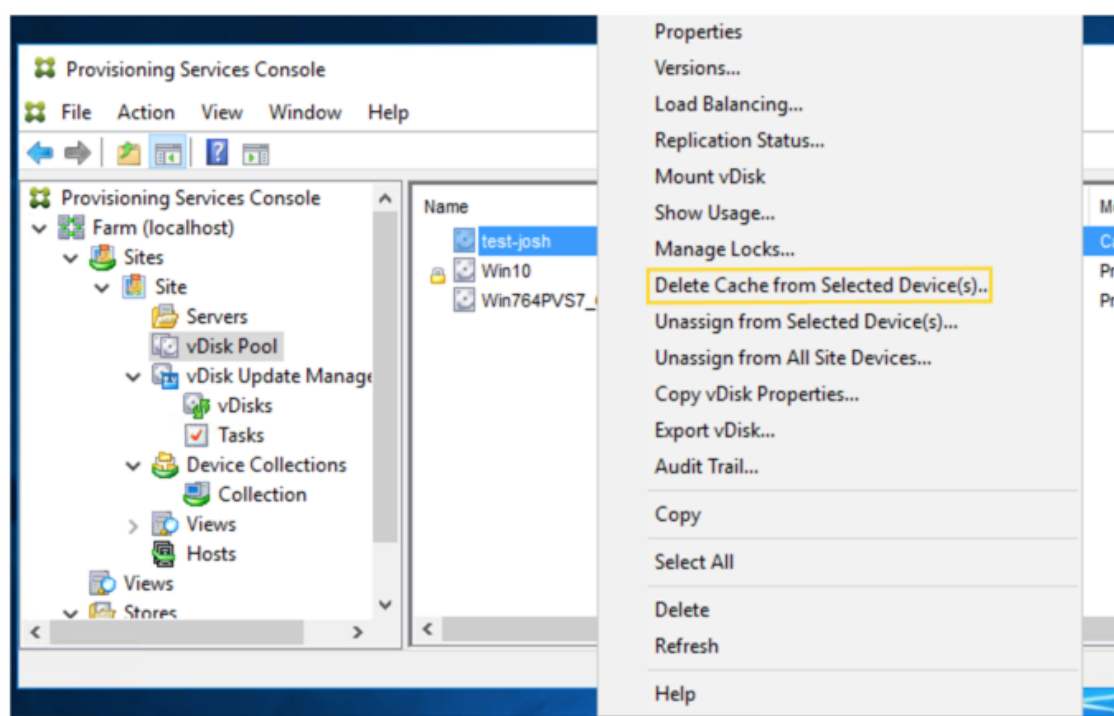 Provisioning Services Console
File Action View Window Help
Provisioning Services Console
Farm (localhost)
Sites
Site
Servers
vDisk Pool
vDisk Update Manage
vDisks
Tasks
Device Collections
Collection
Views
Hosts
Views
Stores
Name
test-josh
Win10
Win764PVS7_
Properties
Versions...
Load Balancing...
Replication Status...
Mount vDisk
Show Usage...
Manage Locks...
Delete Cache from Selected Device(s)..
Unassign from Selected Device(s)...
Unassign from All Site Devices...
Copy vDisk Properties...
Export vDisk...
Audit Trail...
Copy
Select All
Delete
Refresh
Help
Pr
Pr